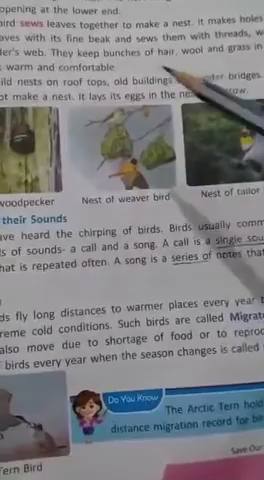 opening at the lower end.
bird sews leaves together to make a nest. It makes holes
aves with its fine beak and sews them with threads, w
er's web. They keep bunches of hair, wool and grass in
warm and comfortable
ild nests on roof tops, old buildings under bridges.
ot make a nest. It lays its eggs in the
woodpecker
Nest of weaver bird
Nest of tailor
their Sounds
ave heard the chirping of birds. Birds usually comm
s of sounds- a call and a song. A call is a single sou
hat is repeated often. A song is a series of notes that
ds fly long distances to warmer places every year
reme cold conditions. Such birds are called Migrat
also move due to shortage of food or to reproc
birds every year when the season changes is called
Do You Know
The Arctic Tern hold
distance migration record for bir
Tern Bird
Save Our